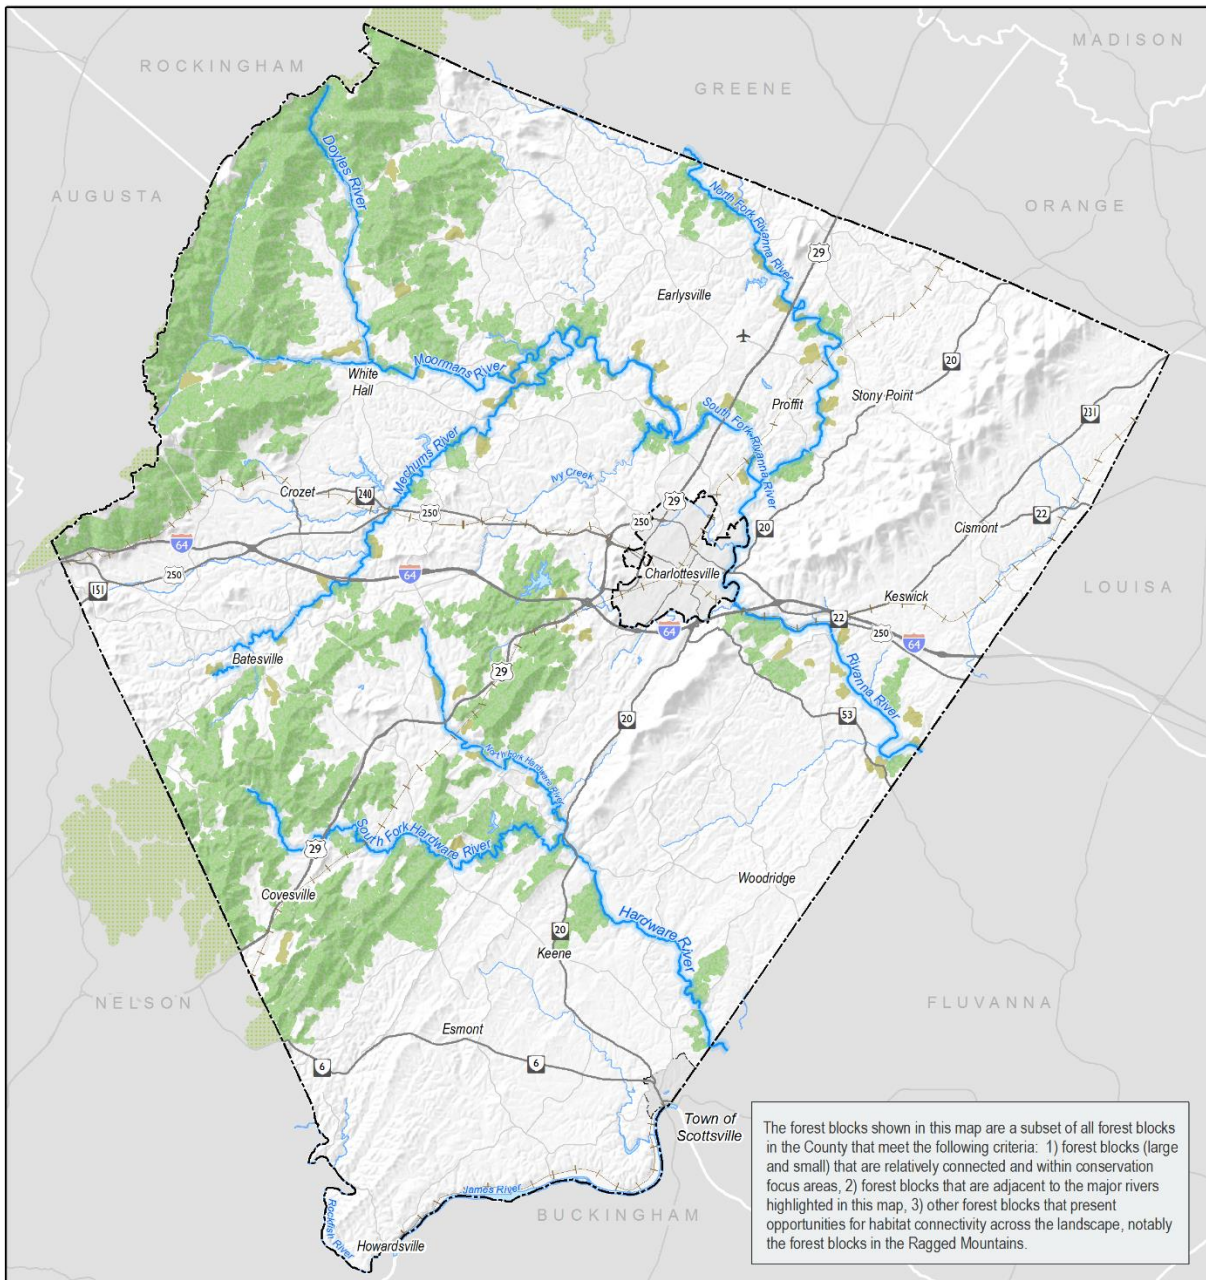 ROCKINGHAM
MADISON
GREENE
AUGUSTA
ORANGE
Doyles River
North Fork Rivanna River
29
Earlysville
20
White
Hall
Moormans River
Proffit
Stony Point
231
South Fork Rivanna River
Mechums River
Ivy Creek
Crozet
240
250
29
250
20
22
Cismont
64
250
151
64
Charlottesville
LOUISA
Keswick
22
250
64
64
Batesville
29
Rivanna River
20
53
North Fork Hardware River
South Fork Hardware River
29
Covesville
Woodridge
Hardware River
20
Keene
NELSON
FLUVANNA
Esmont
6
6
Town of
Scottsville
James River
Rockfish River
BUCKINGHAM
Howardsville
The forest blocks shown in this map are a subset of all forest blocks
in the County that meet the following criteria: 1) forest blocks (large
and small) that are relatively connected and within conservation
focus areas, 2) forest blocks that are adjacent to the major rivers
highlighted in this map, 3) other forest blocks that present
opportunities for habitat connectivity across the landscape, notably
the forest blocks in the Ragged Mountains.